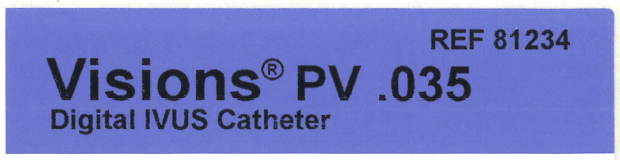 REF 81234
Visions® PV .035
Digital IVUS Catheter